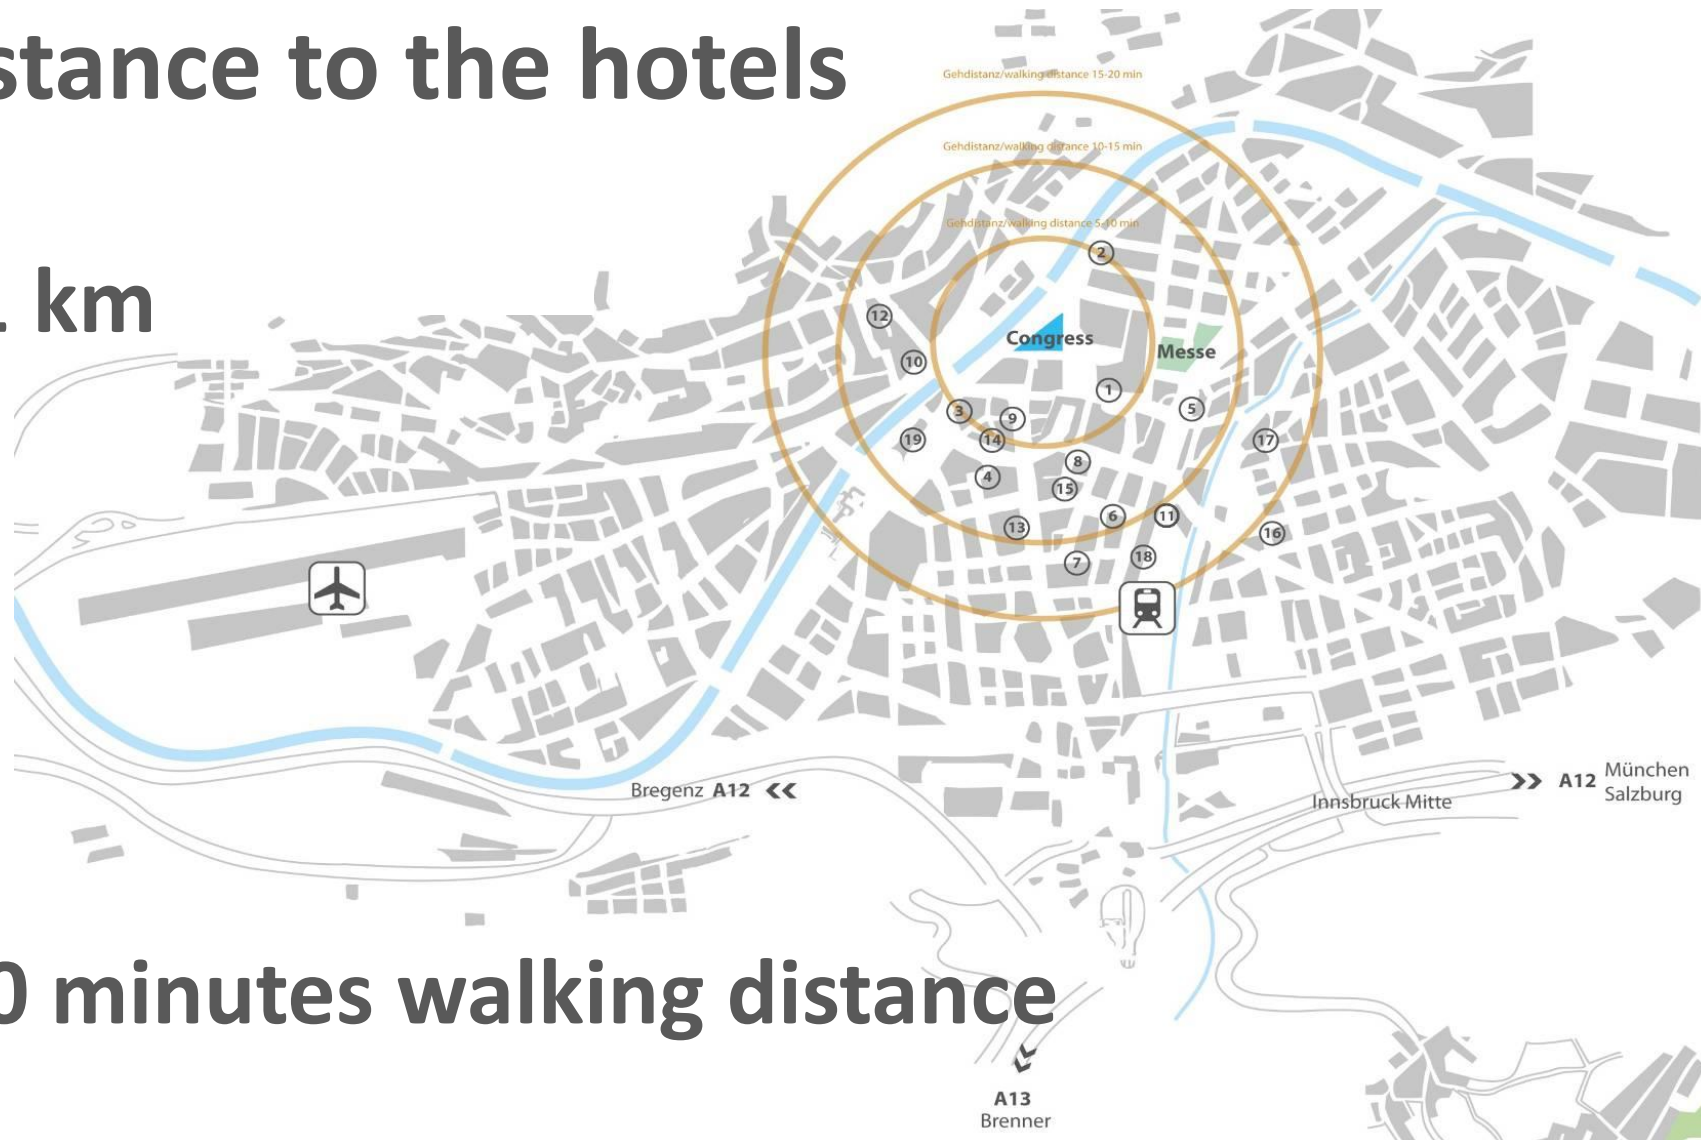 stance to the hotels
Gehdistanz/walking distance 15-20 min
Gehdistanz/walking distance 10-15 min
Gehdistanz/walking distance 5-10 min
2
km
12
Congress
Messe
10
1
3
9
5
19
14
17
8
4
15
13
6
11
16
7
18
Bregenz A12
A12 München
Salzburg
Innsbruck Mitte
0 minutes walking distance
A13
Brenner